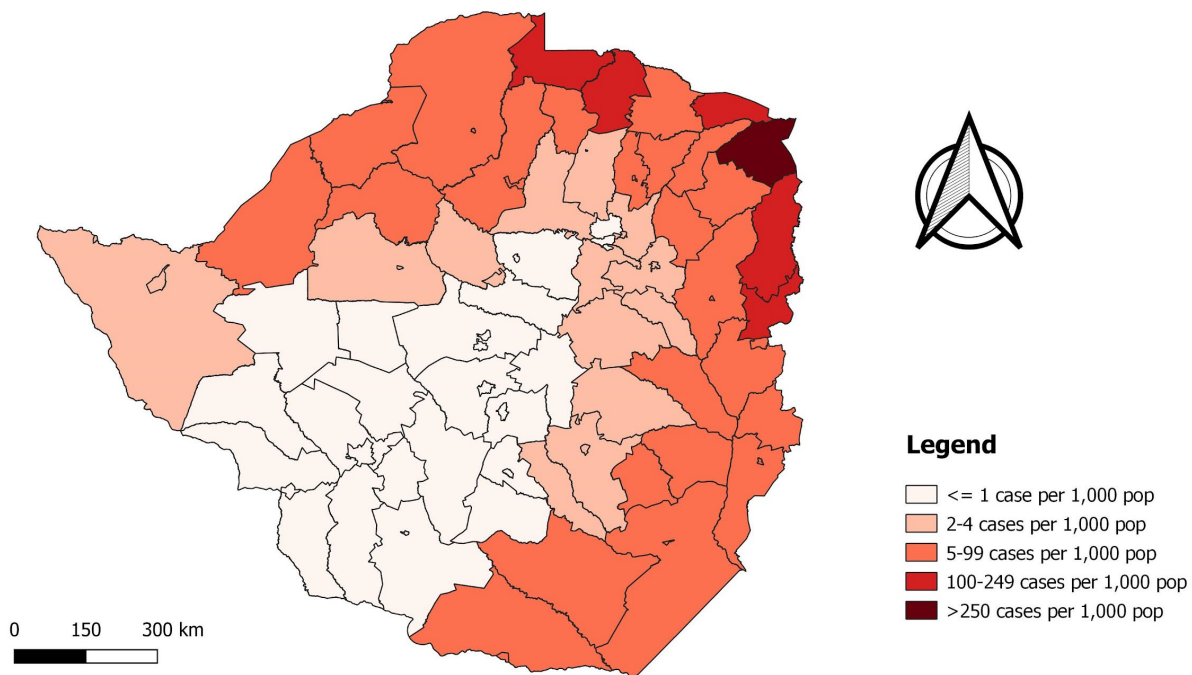 Legend
<= 1 case per 1,000 pop
2-4 cases per 1,000 pop
5-99 cases per 1,000 pop
100-249 cases per 1,000 pop
>250 cases per 1,000 pop
0 150 300 km